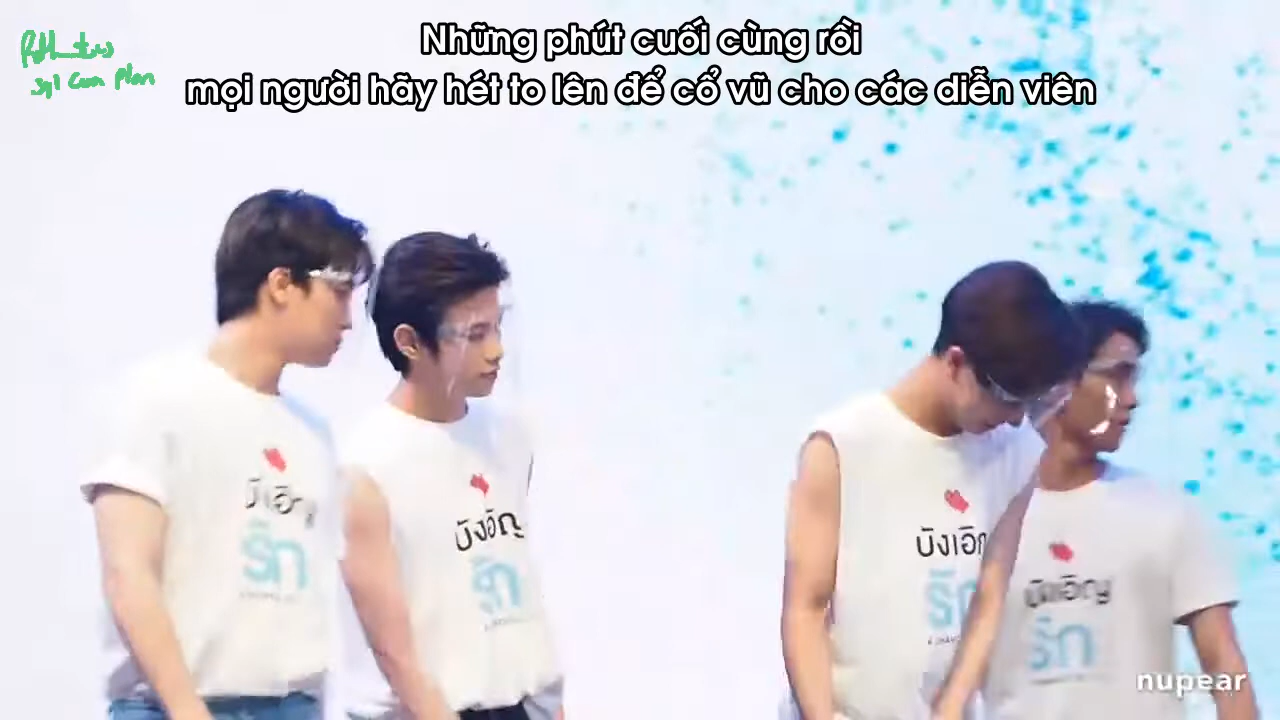 Những phút cuối cùng rồi
mọi người hãy hét to lên để cổ vũ cho các diễn viên
บังเอิญ
รัก
บังเอิญ
รัก
บังเอิญ
รัก
บังเอิญ
รัก
nupear